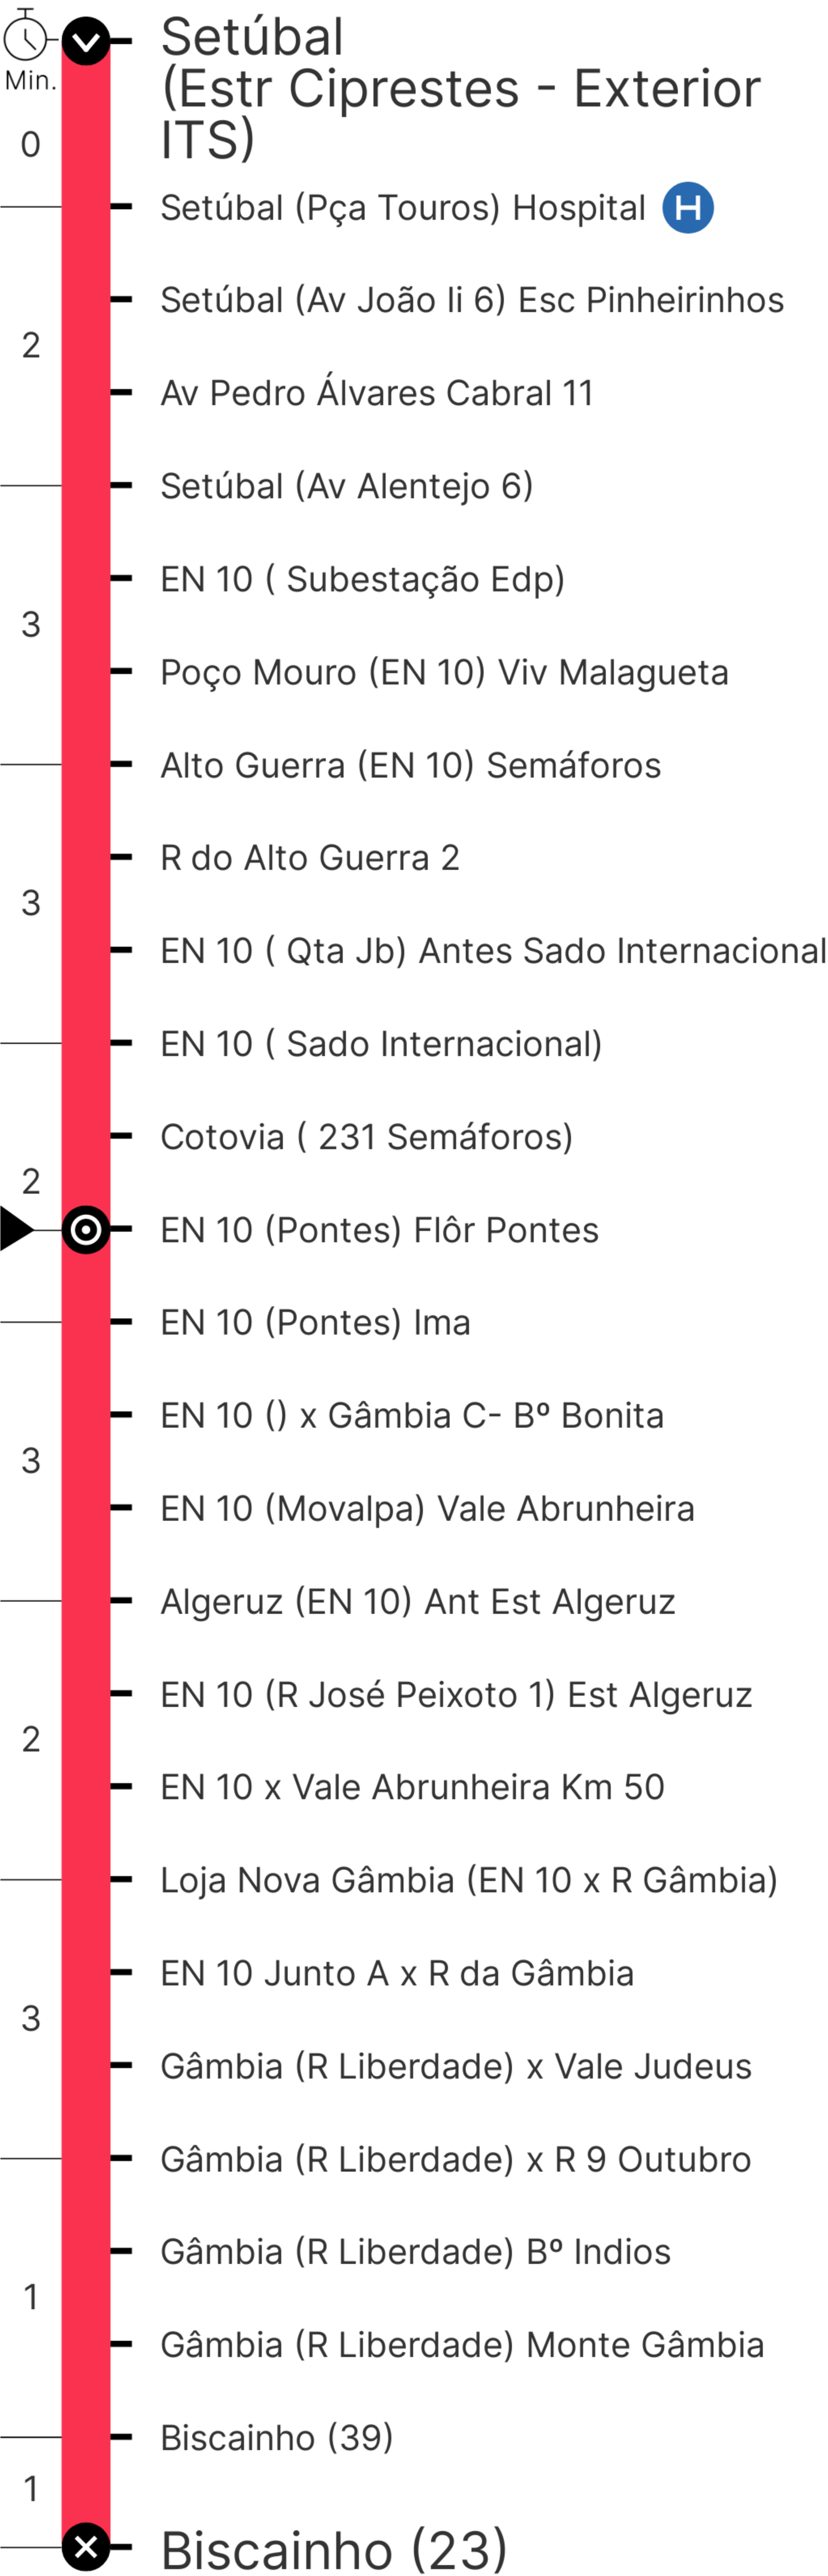 Setúbal
(Estr Ciprestes - Exterior
ITS)
Min.
0
Setúbal (Pça Touros) Hospital H
Setúbal (Av João Ii 6) Esc Pinheirinhos
2
Av Pedro Álvares Cabral 11
Setúbal (Av Alentejo 6)
EN 10 ( Subestação Edp)
3
Poço Mouro (EN 10) Viv Malagueta
Alto Guerra (EN 10) Semáforos
R do Alto Guerra 2
3
EN 10 ( Qta Jb) Antes Sado Internacional
EN 10 ( Sado Internacional)
Cotovia ( 231 Semáforos)
2
EN 10 (Pontes) Flôr Pontes
EN 10 (Pontes) Ima
EN 10 () x Gâmbia C- Bº Bonita
3
EN 10 (Movalpa) Vale Abrunheira
Algeruz (EN 10) Ant Est Algeruz
EN 10 (R José Peixoto 1) Est Algeruz
2
EN 10 x Vale Abrunheira Km 50
Loja Nova Gâmbia (EN 10 x R Gâmbia)
EN 10 Junto A x R da Gâmbia
3
Gâmbia (R Liberdade) x Vale Judeus
Gâmbia (R Liberdade) x R 9 Outubro
Gâmbia (R Liberdade) Bº Indios
1
Gâmbia (R Liberdade) Monte Gâmbia
Biscainho (39)
1
Biscainho (23)